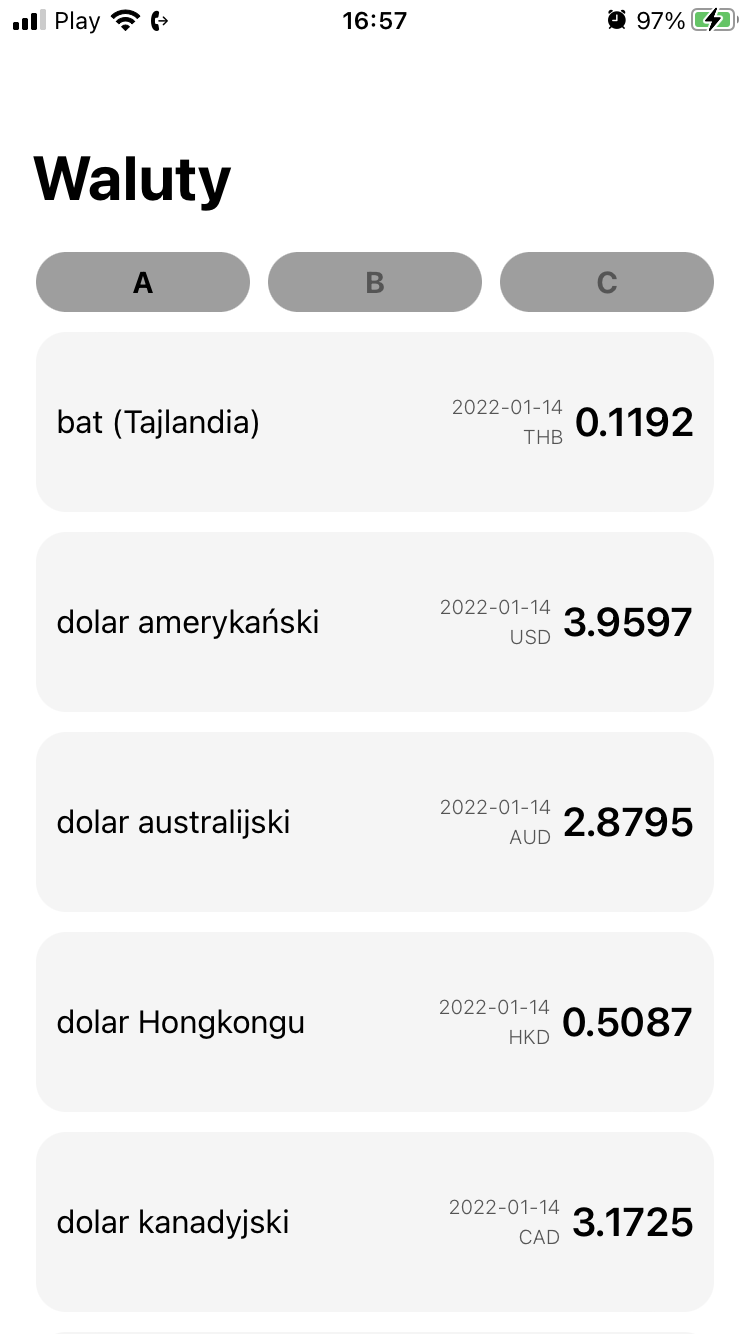 Play 16:57 97%
Waluty
A B C
bat (Tajlandia) 2022-01-14 THB 0.1192
dolar amerykański 2022-01-14 USD 3.9597
dolar australijski 2022-01-14 AUD 2.8795
dolar Hongkongu 2022-01-14 HKD 0.5087
dolar kanadyjski 2022-01-14 CAD 3.1725